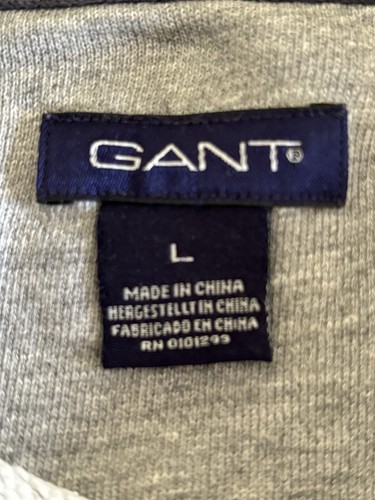 GANT®
L
MADE IN CHINA
HERGESTELLT IN CHINA
FABRICADO EN CHINA
RN 0101299